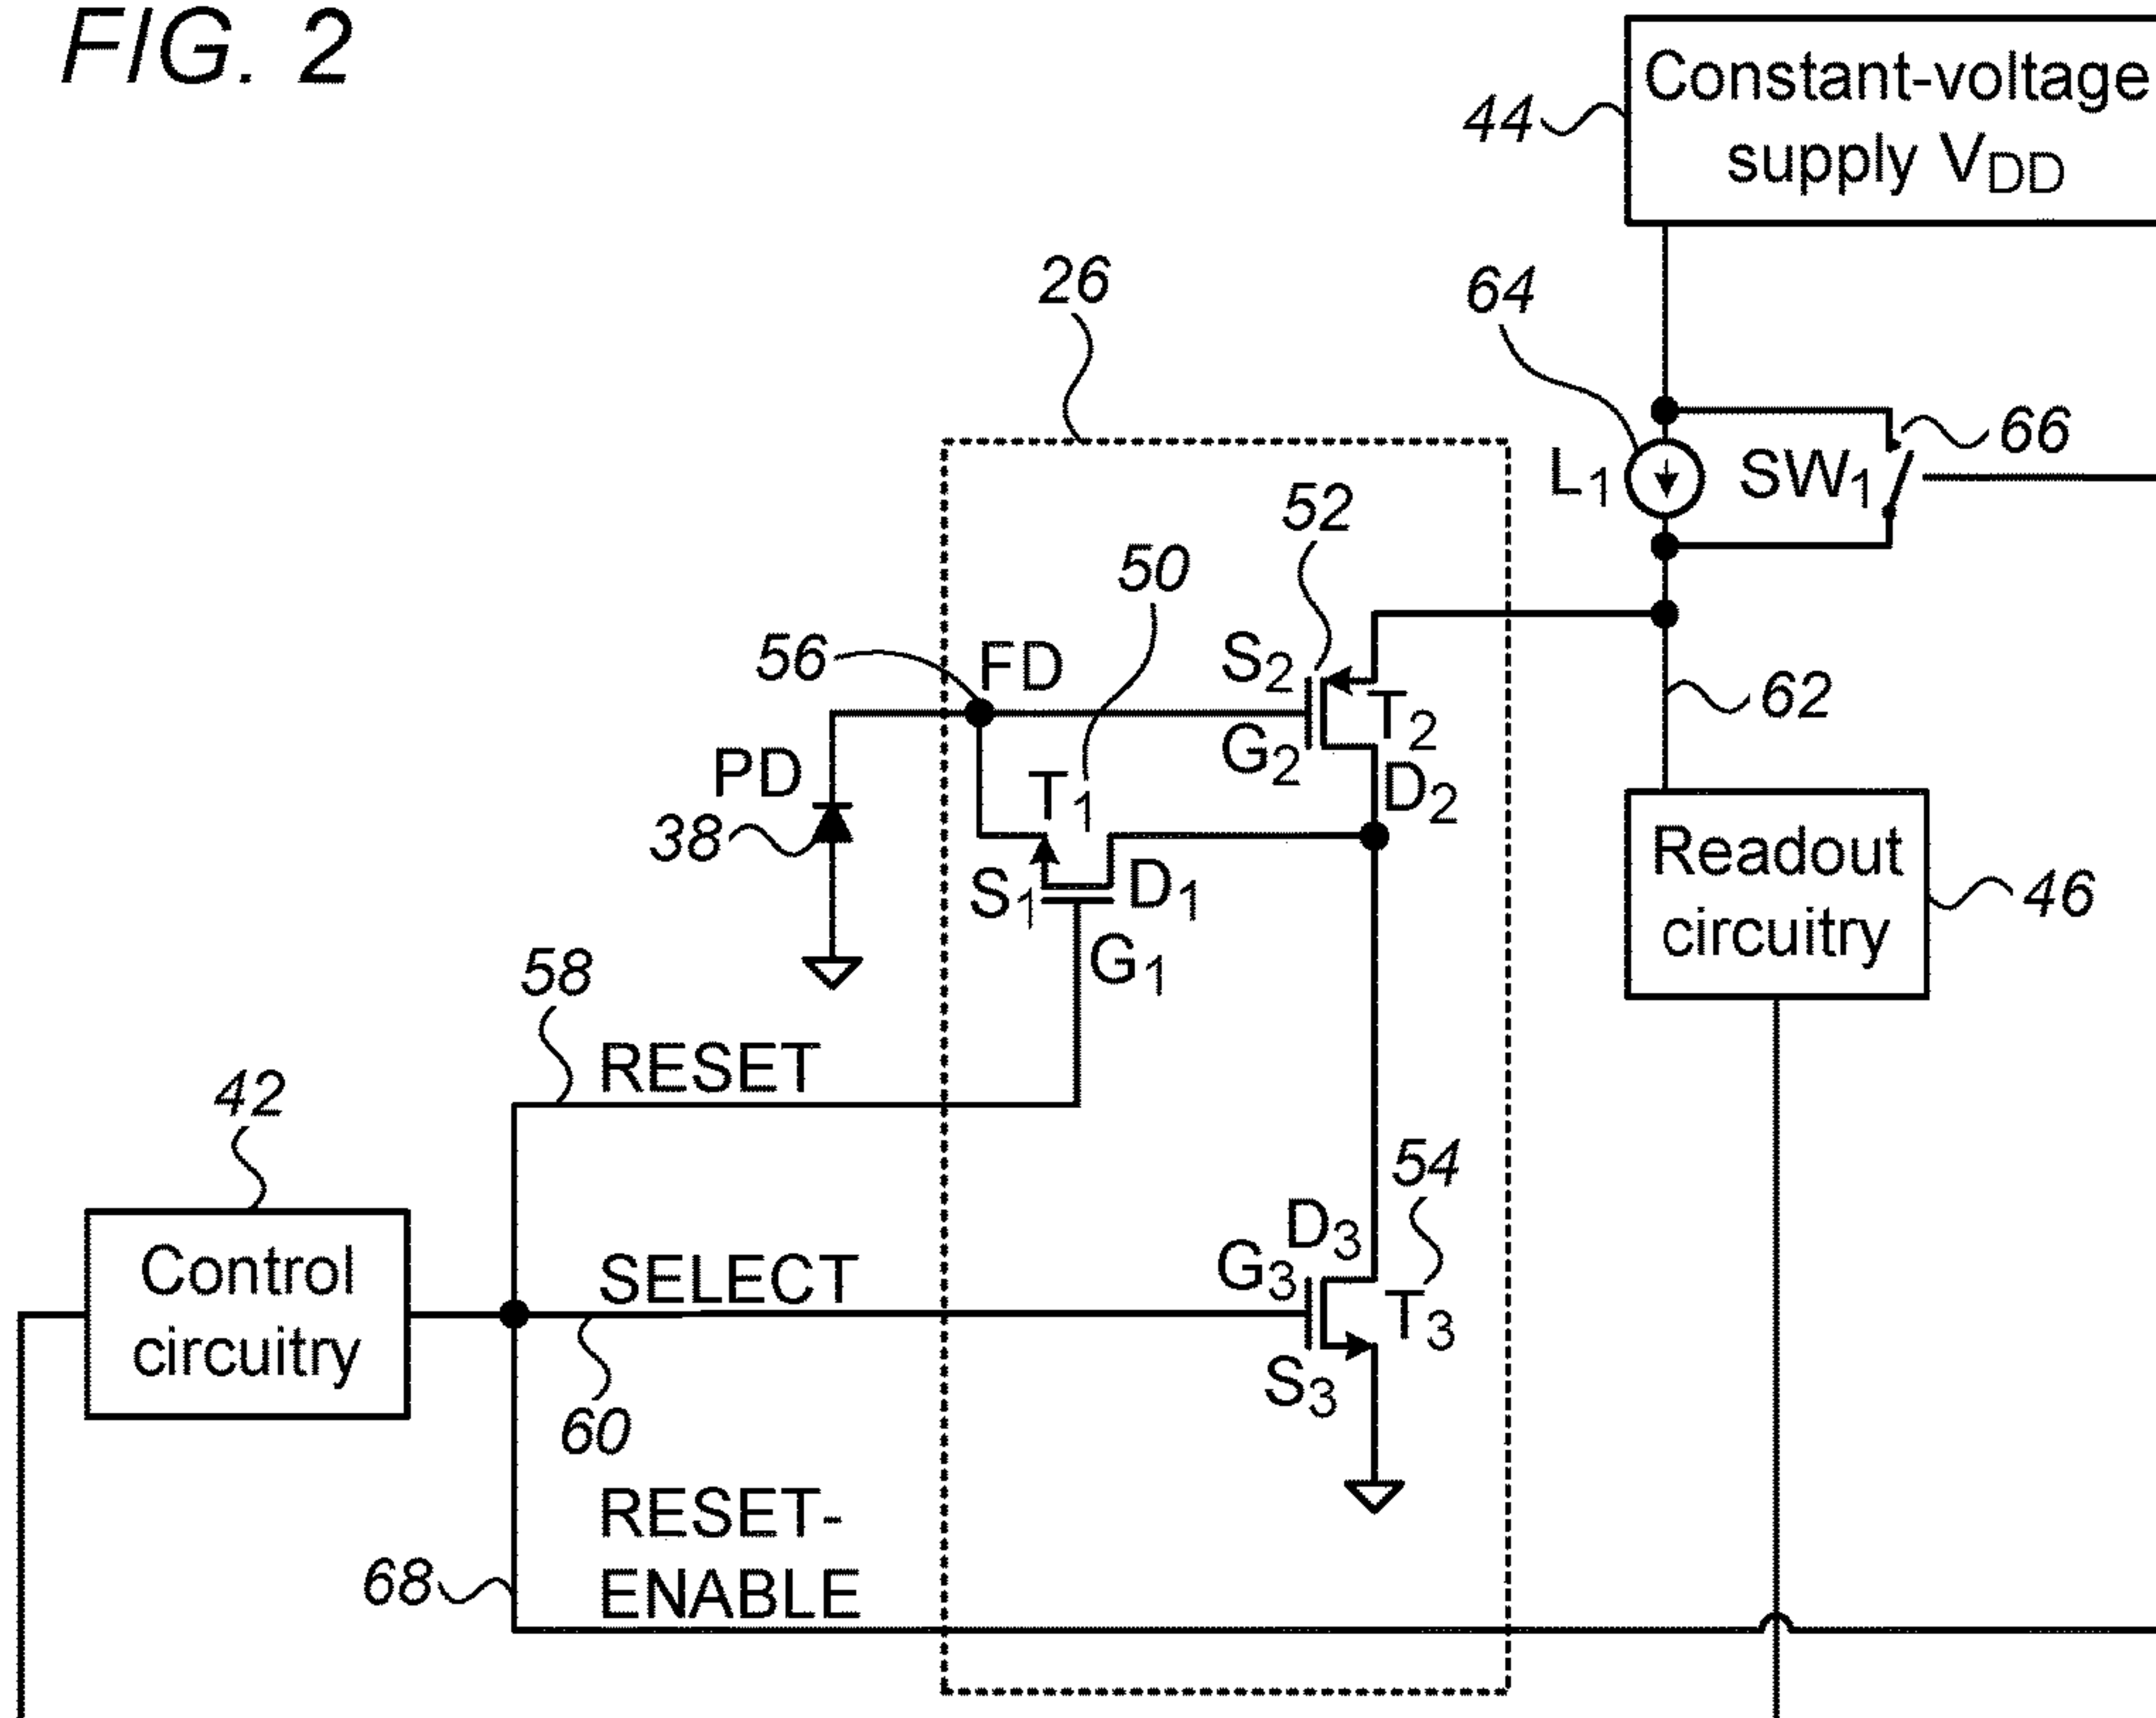 FIG. 2
Constant-voltage
supply VDD
44
26
64
66
L1
SW1
52
50
56
FD
S2
T2
62
G2
PD
T1
D2
38
Readout
circuitry
46
S1
D1
G1
58
RESET
42
54
D3
Control
circuitry
SELECT
G3
T3
S3
60
RESET-
ENABLE
68